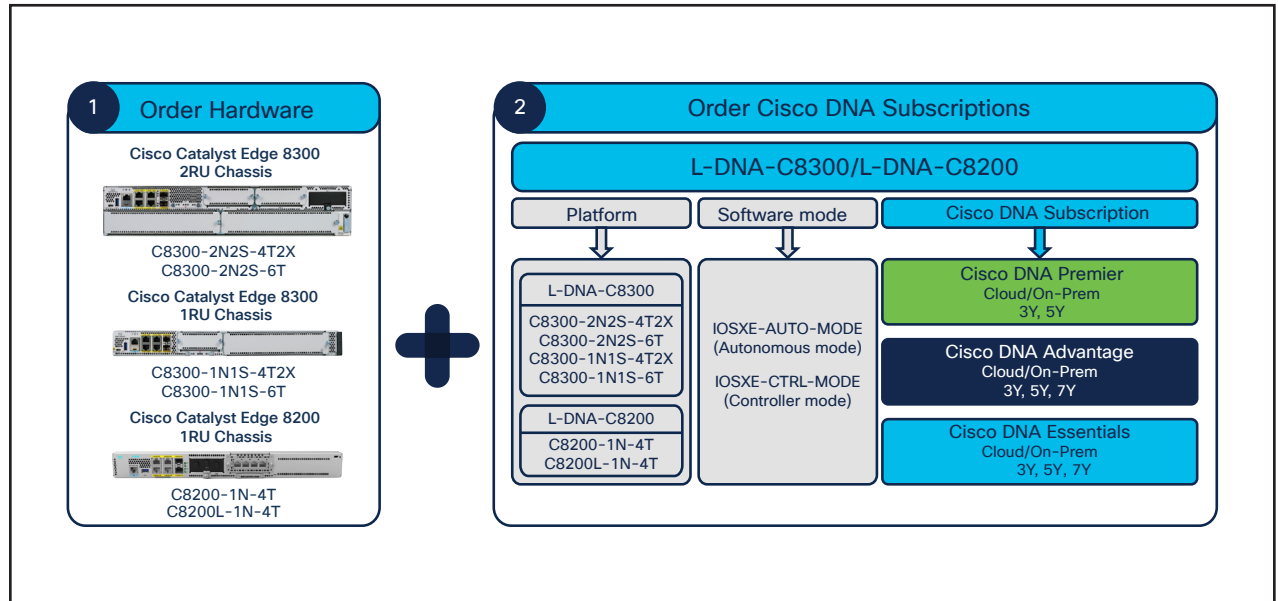 1
Order Hardware
Cisco Catalyst Edge 8300
2RU Chassis
C8300-2N2S-4T2X
C8300-2N2S-6T
Cisco Catalyst Edge 8300
1RU Chassis
C8300-1N1S-4T2X
C8300-1N1S-6T
Cisco Catalyst Edge 8200
1RU Chassis
C8200-1N-4T
C8200L-1N-4T
2
Order Cisco DNA Subscriptions
L-DNA-C8300/L-DNA-C8200
Platform
L-DNA-C8300
C8300-2N2S-4T2X
C8300-2N2S-6T
C8300-1N1S-4T2X
C8300-1N1S-6T
L-DNA-C8200
C8200-1N-4T
C8200L-1N-4T
Software mode
IOSXE-AUTO-MODE
(Autonomous mode)
IOSXE-CTRL-MODE
(Controller mode)
Cisco DNA Subscription
Cisco DNA Premier
Cloud/On-Prem
3Y, 5Y
Cisco DNA Advantage
Cloud/On-Prem
3Y, 5Y, 7Y
Cisco DNA Essentials
Cloud/On-Prem
3Y, 5Y, 7Y